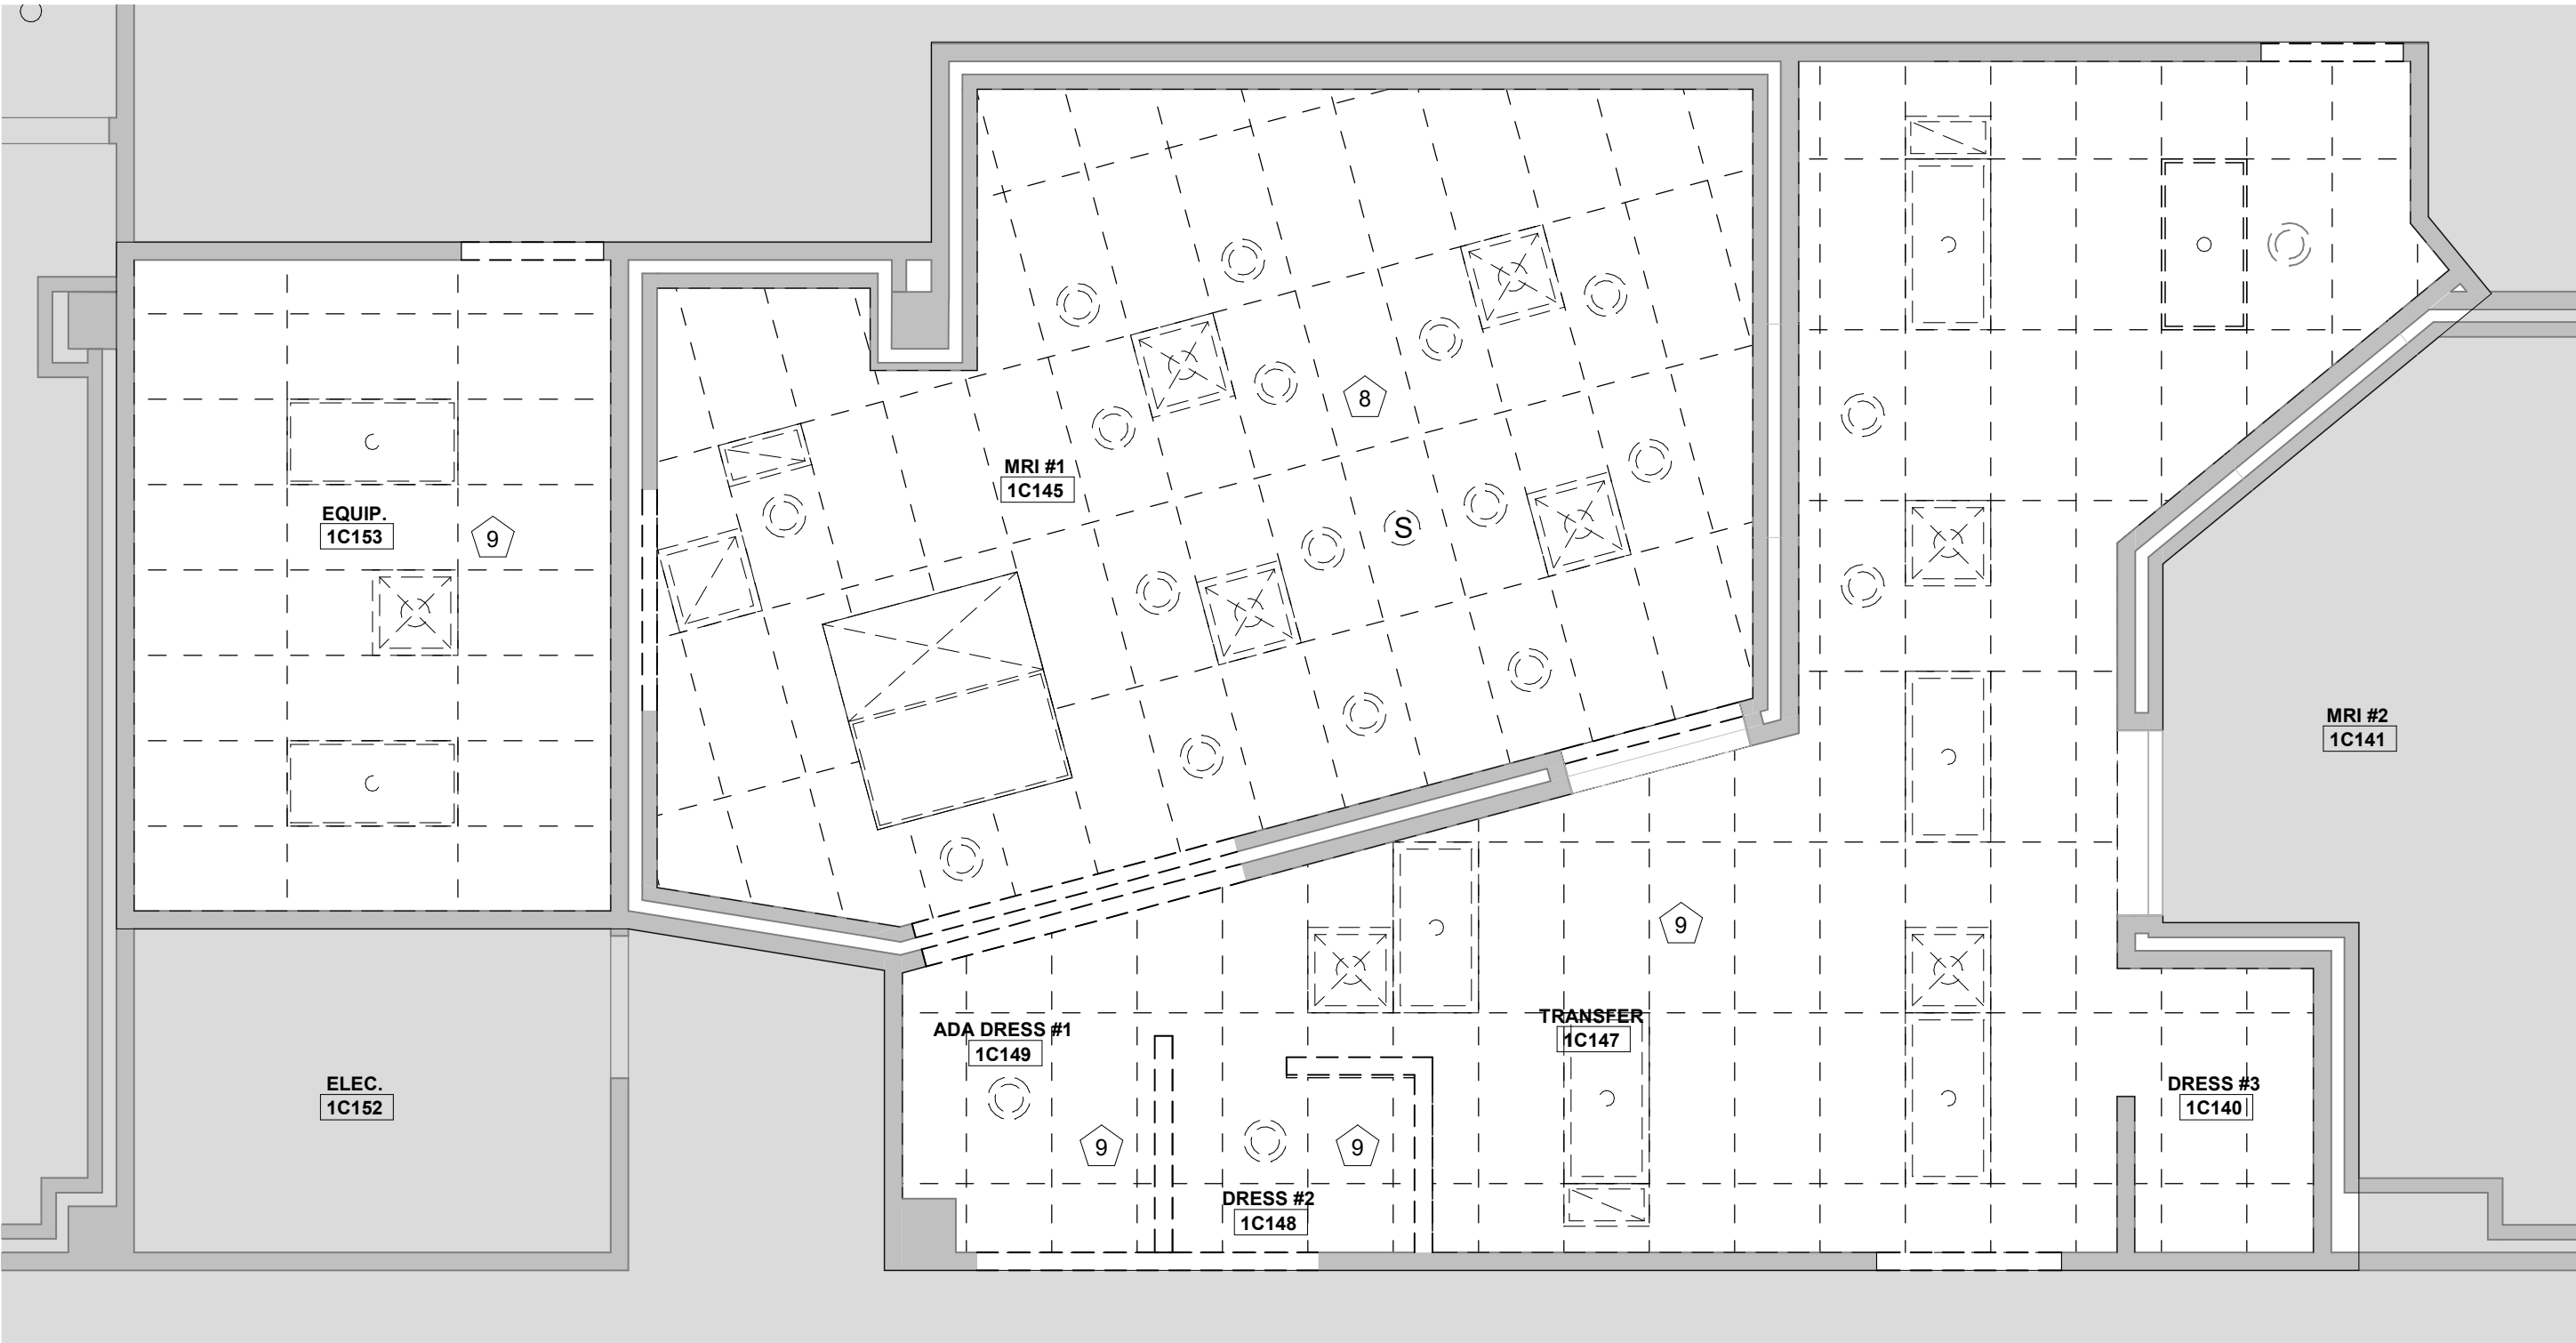 8
MRI #1
1C145
EQUIP.
1C153
9
S
MRI #2
1C141
9
TRANSFER
1C147
ADA DRESS #1
1C149
ELEC.
1C152
DRESS #3
1C140
9
9
DRESS #2
1C148